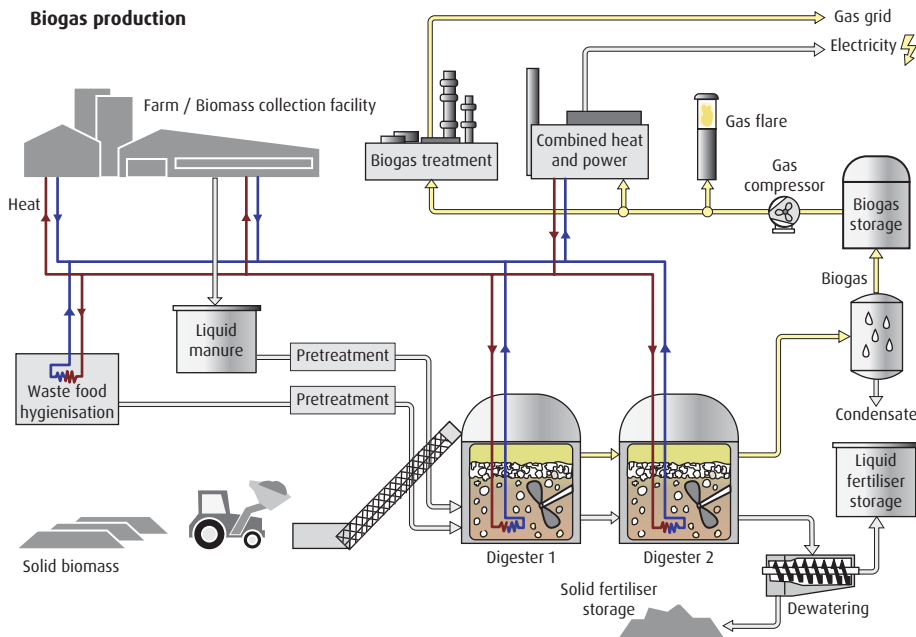 Biogas production
Gas grid
Electricity
Farm / Biomass collection facility
Biogas treatment
Combined heat
and power
Gas flare
Gas
compressor
Biogas
storage
Heat
Biogas
Liquid
manure
Pretreatment
Waste food
hygienisation
Pretreatment
Condensate
Liquid
fertiliser
storage
Solid biomass
Digester 1
Digester 2
Solid fertiliser
storage
Dewatering